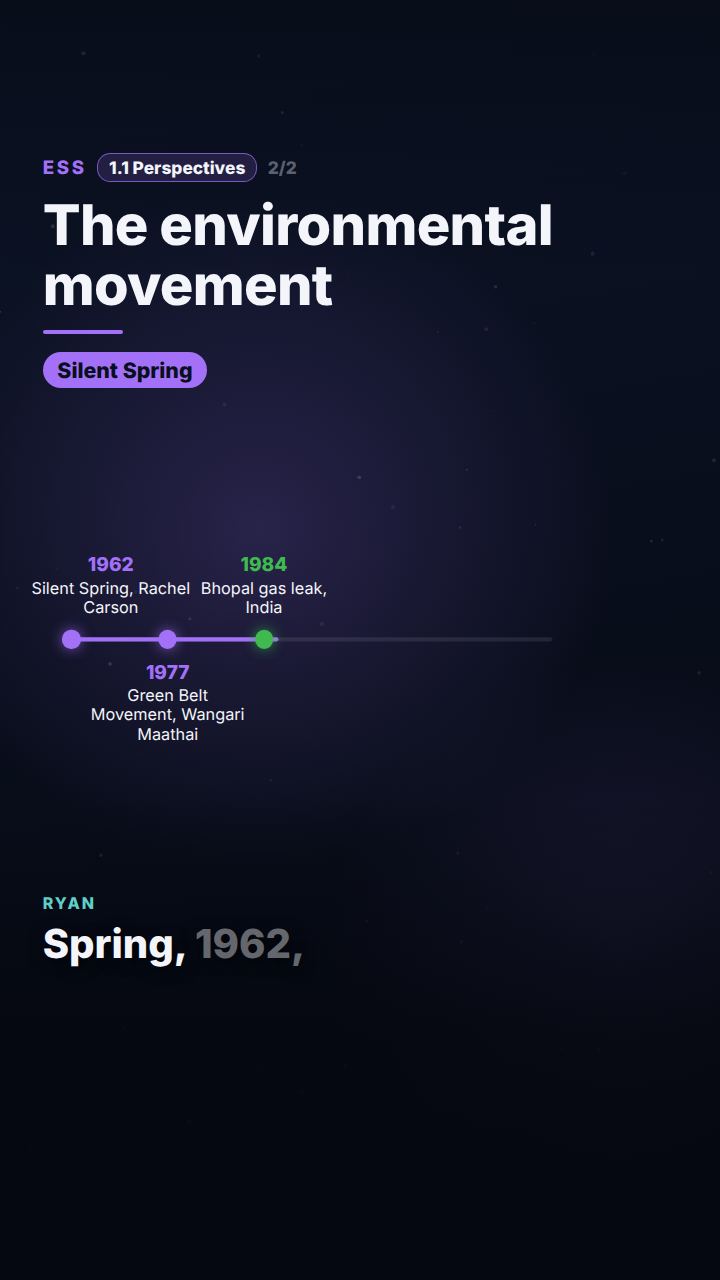 ESS 1.1 Perspectives 2/2
The environmental
movement
Silent Spring
1962
Silent Spring, Rachel
Carson
1984
Bhopal gas leak,
India
1977
Green Belt
Movement, Wangari
Maathai
RYAN
Spring, 1962,